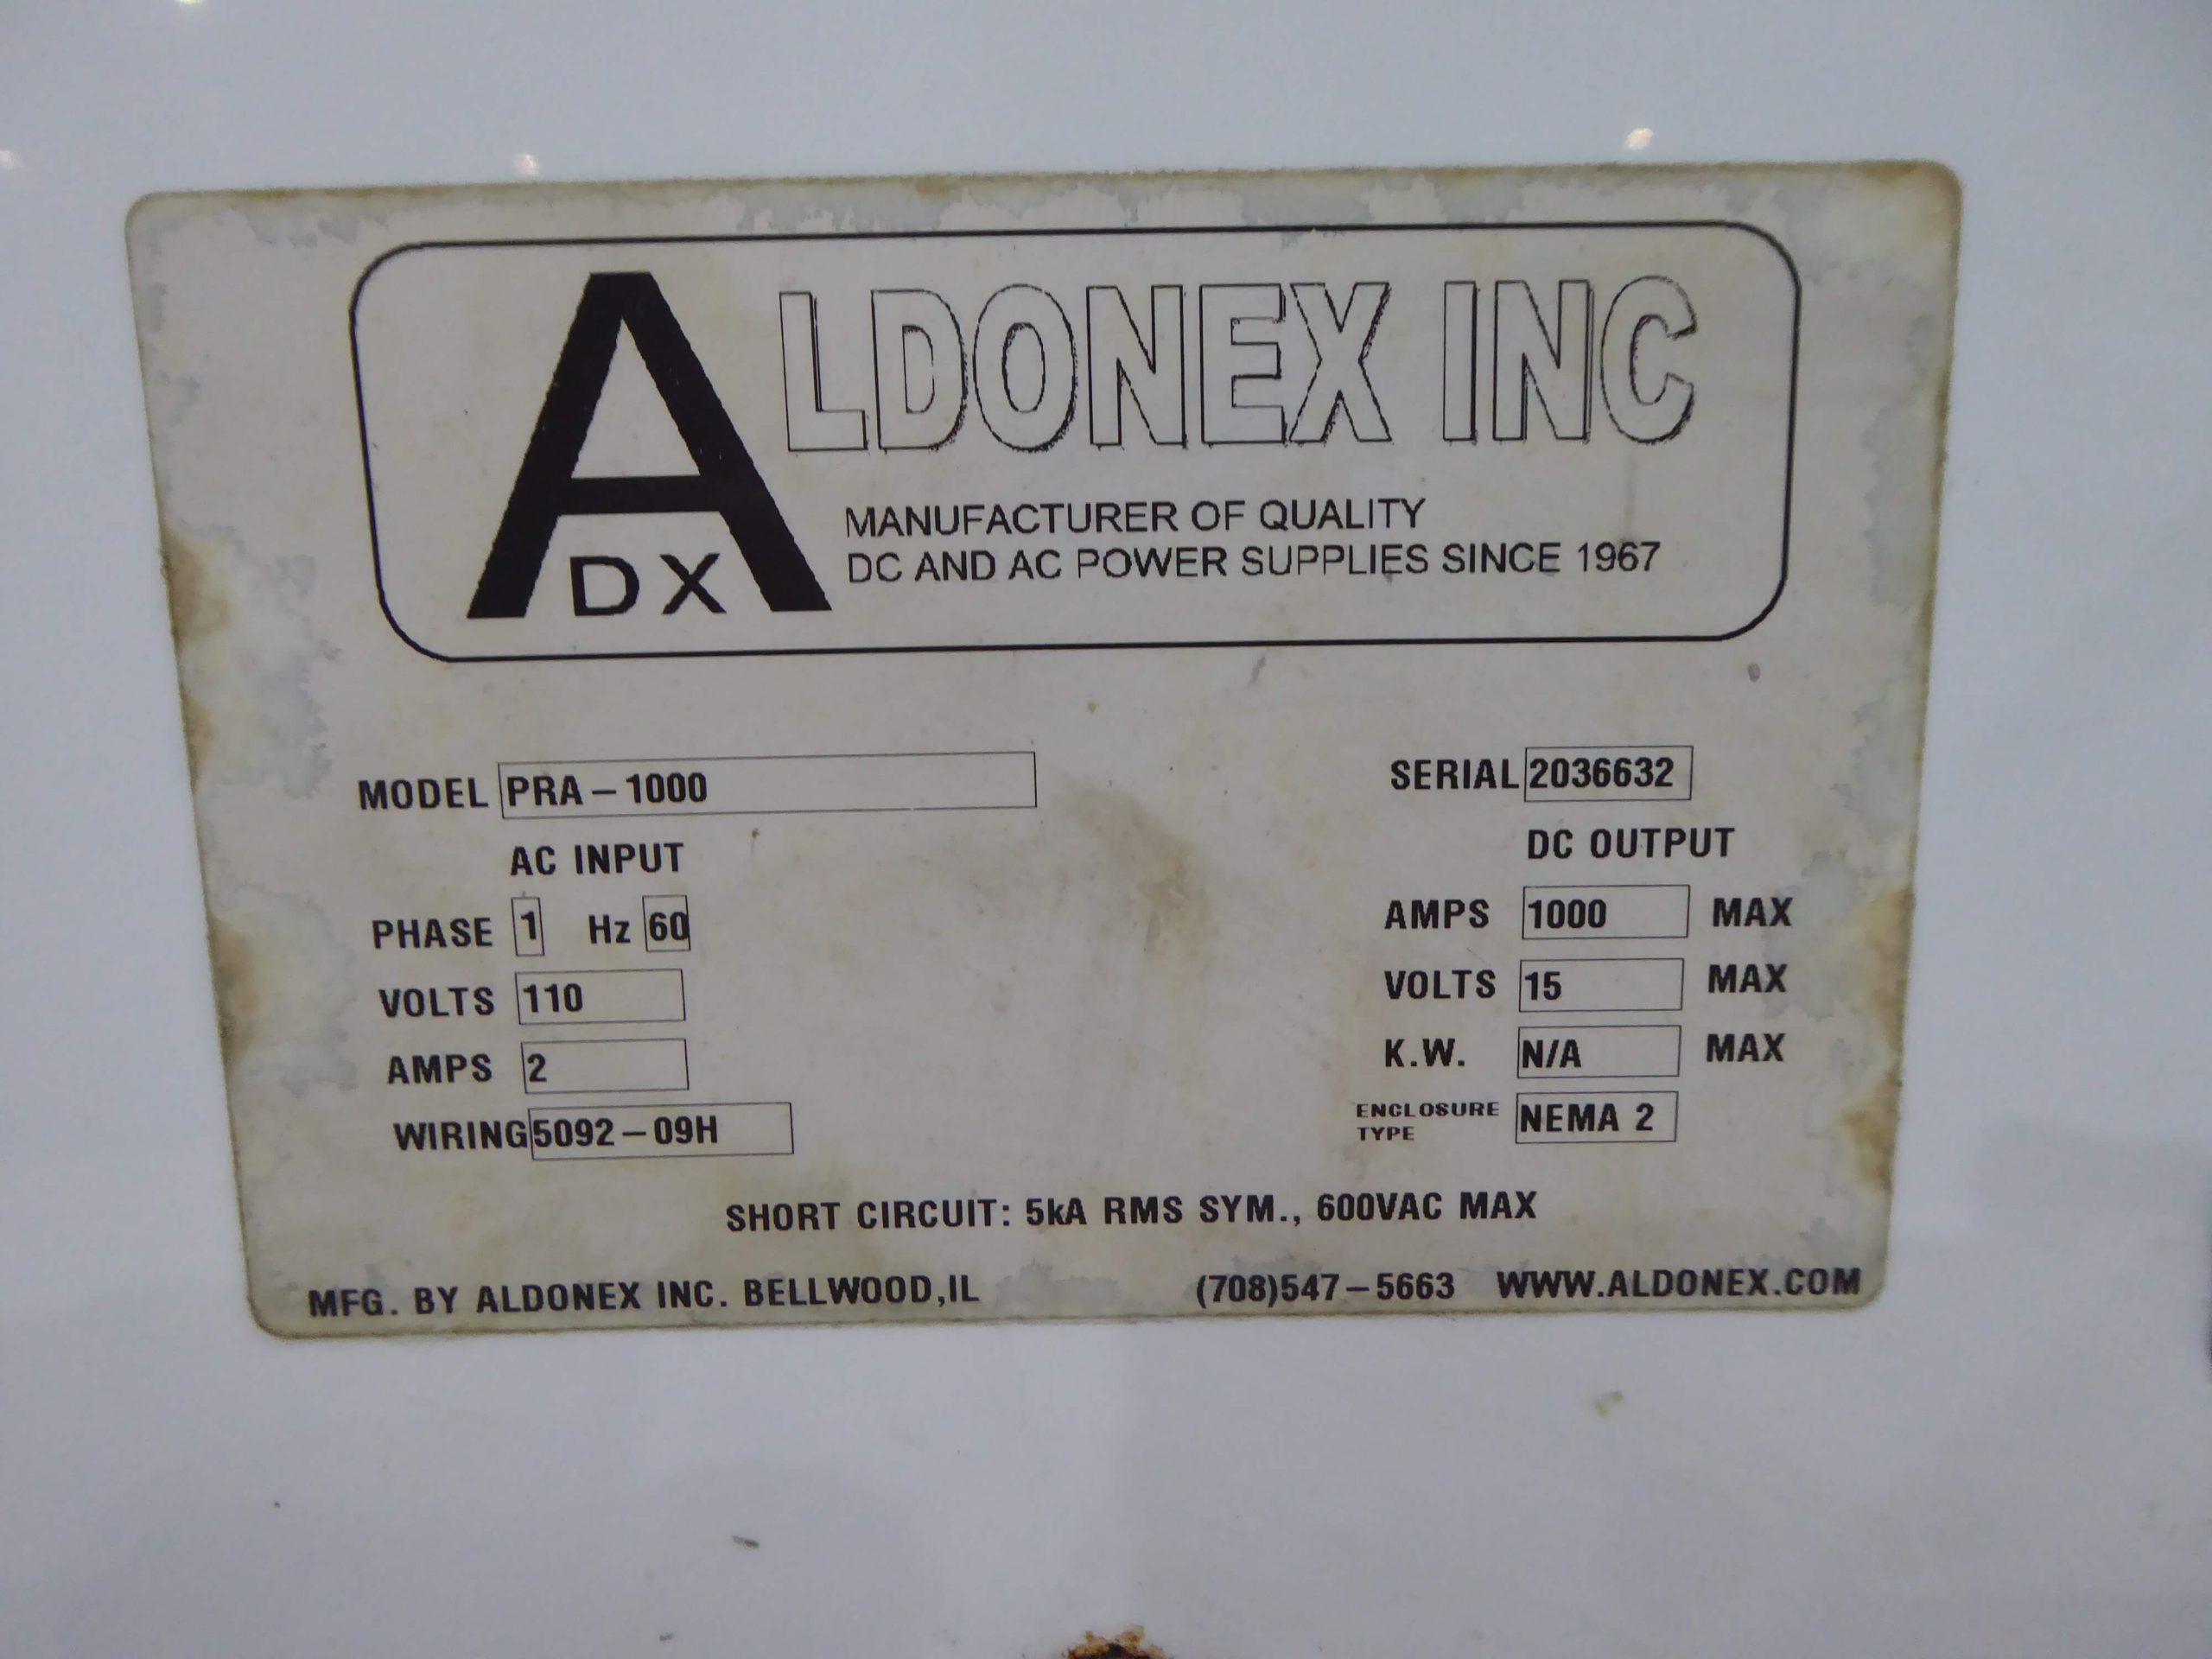 ALDONEX INC
ADX
MANUFACTURER OF QUALITY
DC AND AC POWER SUPPLIES SINCE 1967
MODEL PRA-1000 SERIAL 2036632
AC INPUT DC OUTPUT
PHASE 1 Hz 60 AMPS 1000 MAX
VOLTS 110 VOLTS 15 MAX
AMPS 2 K.W. N/A MAX
WIRING 5092-09H ENCLOSURE TYPE NEMA 2
SHORT CIRCUIT: 5kA RMS SYM., 600VAC MAX
MFG. BY ALDONEX INC. BELLWOOD,IL (708)547-5663 WWW.ALDONEX.COM